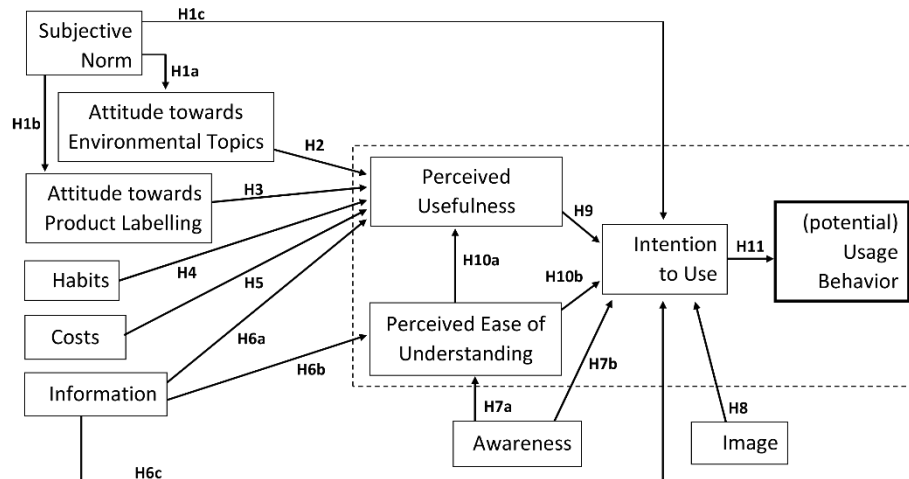 H1c
Subjective
Norm
H1a
H1b
Attitude towards
Environmental Topics
H2
Attitude towards
Product Labelling
H3
Perceived
Usefulness
H9
Intention
to Use
H11
(potential)
Usage
Behavior
Habits
H4
H10a
H10b
Costs
H5
Perceived Ease of
Understanding
H6a
H6b
H7b
Information
H7a
H8
Awareness
Image
H6c